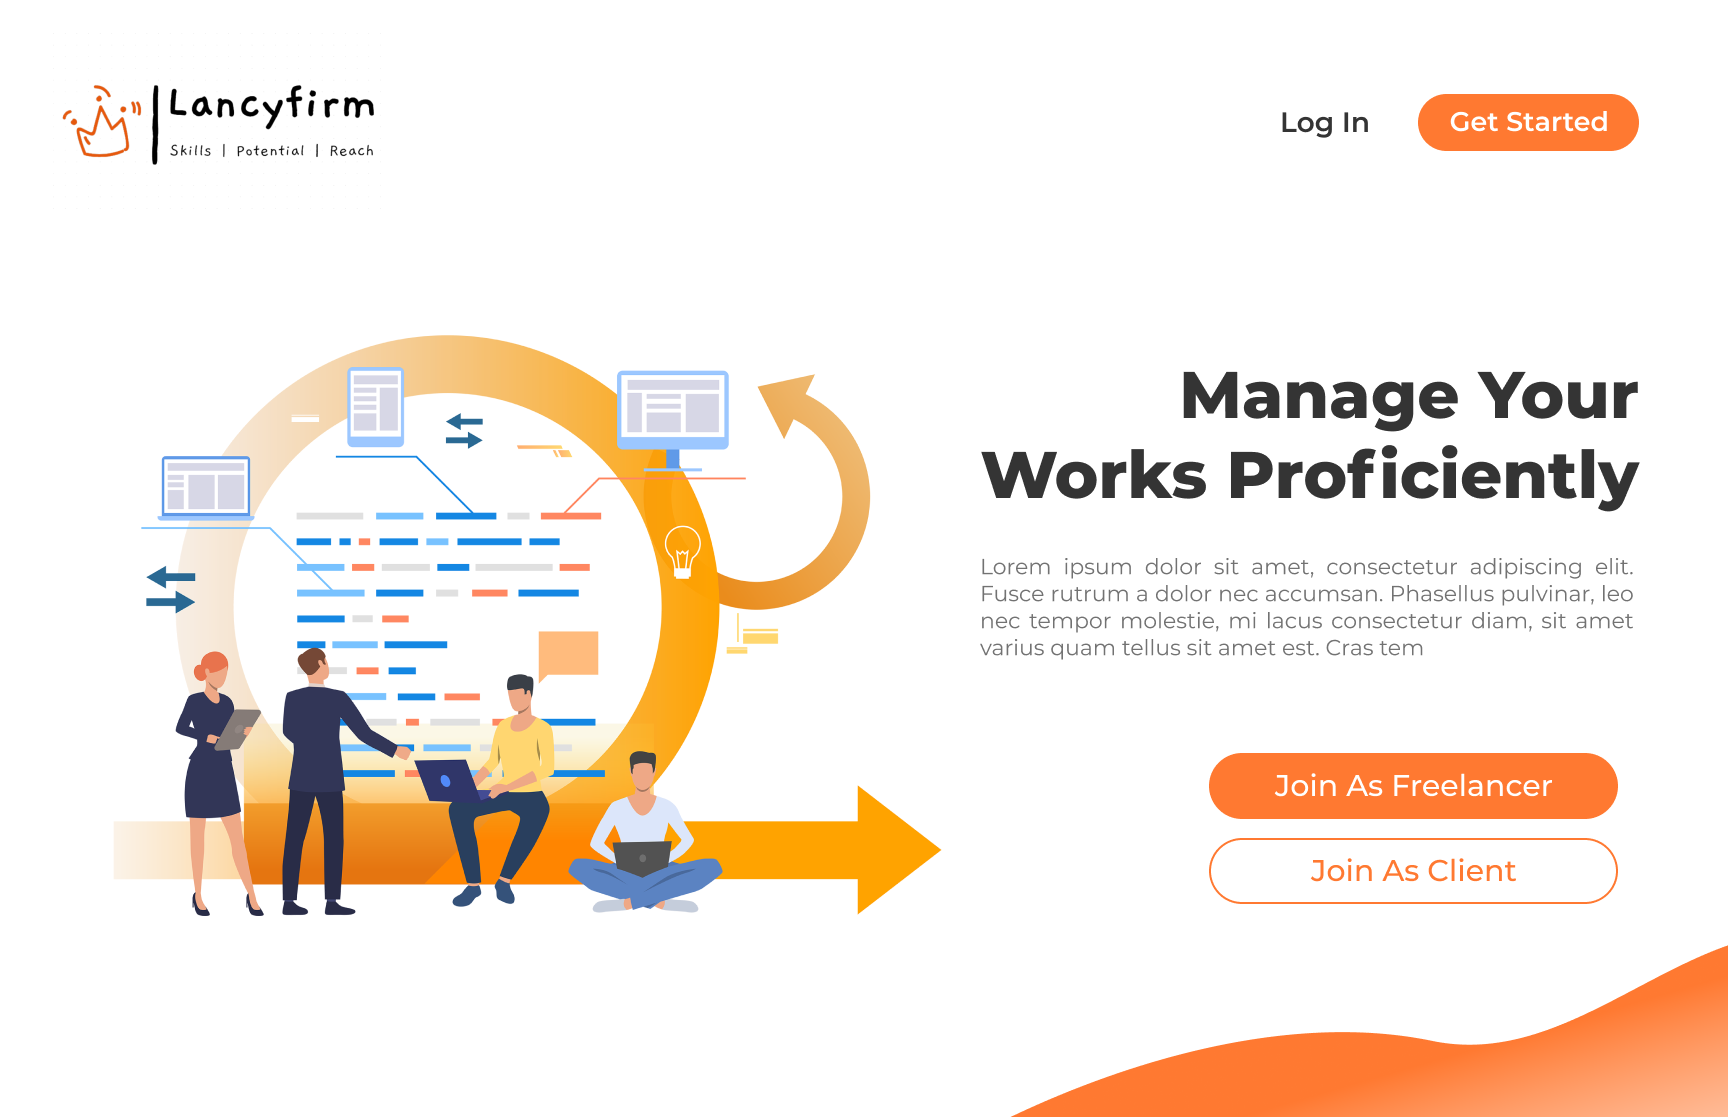 Lancyfirm
Skills | Potential | Reach
Log In
Get Started
Manage Your
Works Proficiently
Lorem ipsum dolor sit amet, consectetur adipiscing elit.
Fusce rutrum a dolor nec accumsan. Phasellus pulvinar, leo
nec tempor molestie, mi lacus consectetur diam, sit amet
varius quam tellus sit amet est. Cras tem
Join As Freelancer
Join As Client